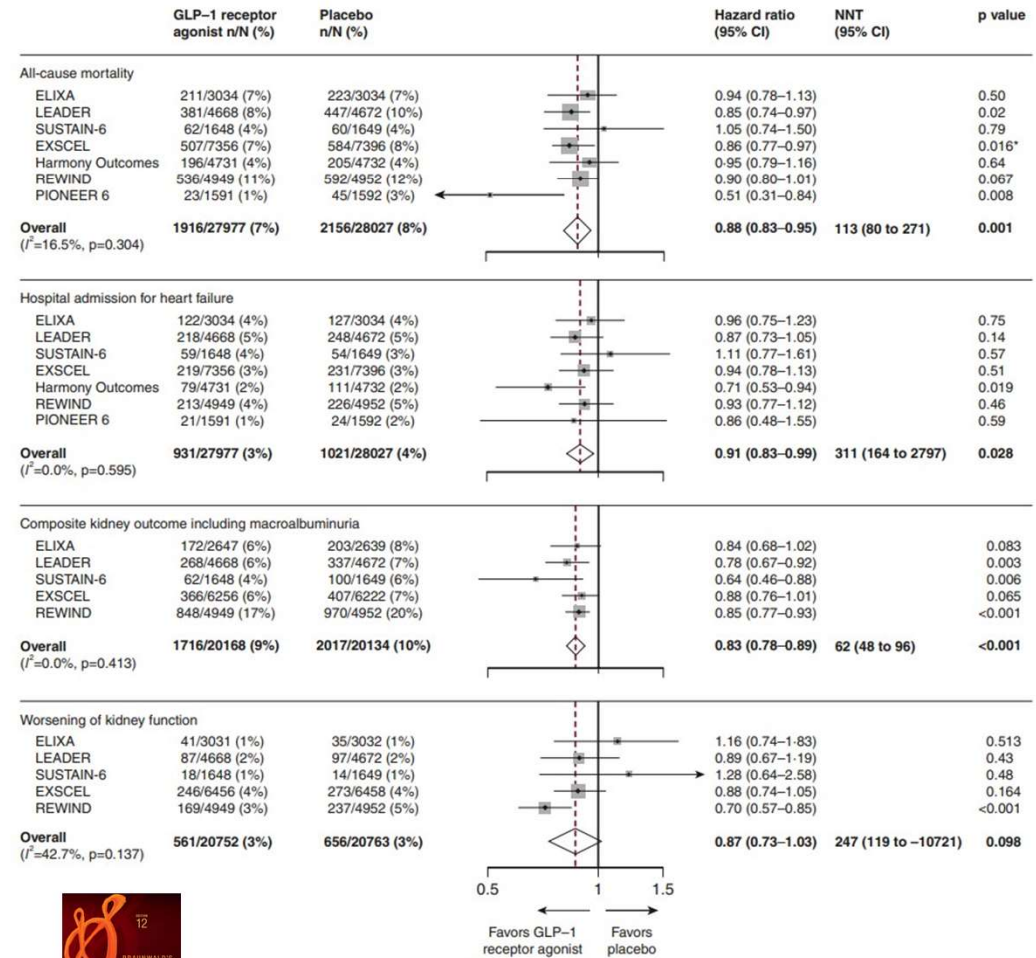 GLP–1 receptor agonist n/N (%) Placebo n/N (%) Hazard ratio (95% CI) NNT (95% CI) p value
All-cause mortality
ELIXA 211/3034 (7%) 223/3034 (7%) 0.94 (0.78–1.13) 0.50
LEADER 381/4668 (8%) 447/4672 (10%) 0.85 (0.74–0.97) 0.02
SUSTAIN-6 62/1648 (4%) 60/1649 (4%) 1.05 (0.74–1.50) 0.79
EXSCEL 507/7356 (7%) 584/7396 (8%) 0.86 (0.77–0.97) 0.016*
Harmony Outcomes 196/4731 (4%) 205/4732 (4%) 0.95 (0.79–1.16) 0.64
REWIND 536/4949 (11%) 592/4952 (12%) 0.90 (0.80–1.01) 0.067
PIONEER 6 23/1591 (1%) 45/1592 (3%) 0.51 (0.31–0.84) 0.008
Overall 1916/27977 (7%) 2156/28027 (8%) 0.88 (0.83–0.95) 113 (80 to 271) 0.001
(I²=16.5%, p=0.304)
Hospital admission for heart failure
ELIXA 122/3034 (4%) 127/3034 (4%) 0.96 (0.75–1.23) 0.75
LEADER 218/4668 (5%) 248/4672 (5%) 0.87 (0.73–1.05) 0.14
SUSTAIN-6 59/1648 (4%) 54/1649 (3%) 1.11 (0.77–1.61) 0.57
EXSCEL 219/7356 (3%) 231/7396 (3%) 0.94 (0.78–1.13) 0.51
Harmony Outcomes 79/4731 (2%) 111/4732 (2%) 0.71 (0.53–0.94) 0.019
REWIND 213/4949 (4%) 226/4952 (5%) 0.93 (0.77–1.12) 0.46
PIONEER 6 21/1591 (1%) 24/1592 (2%) 0.86 (0.48–1.55) 0.59
Overall 931/27977 (3%) 1021/28027 (4%) 0.91 (0.83–0.99) 311 (164 to 2797) 0.028
(I²=0.0%, p=0.595)
Composite kidney outcome including macroalbuminuria
ELIXA 172/2647 (6%) 203/2639 (8%) 0.84 (0.68–1.02) 0.083
LEADER 268/4668 (6%) 337/4672 (7%) 0.78 (0.67–0.92) 0.003
SUSTAIN-6 62/1648 (4%) 100/1649 (6%) 0.64 (0.46–0.88) 0.006
EXSCEL 366/6256 (6%) 407/6222 (7%) 0.88 (0.76–1.01) 0.065
REWIND 848/4949 (17%) 970/4952 (20%) 0.85 (0.77–0.93) <0.001
Overall 1716/20168 (9%) 2017/20134 (10%) 0.83 (0.78–0.89) 62 (48 to 96) <0.001
(I²=0.0%, p=0.413)
Worsening of kidney function
ELIXA 41/3031 (1%) 35/3032 (1%) 1.16 (0.74–1·83) 0.513
LEADER 87/4668 (2%) 97/4672 (2%) 0.89 (0.67–1·19) 0.43
SUSTAIN-6 18/1648 (1%) 14/1649 (1%) 1.28 (0.64–2.58) 0.48
EXSCEL 246/6456 (4%) 273/6458 (4%) 0.88 (0.74–1.05) 0.164
REWIND 169/4949 (3%) 237/4952 (5%) 0.70 (0.57–0.85) <0.001
Overall 561/20752 (3%) 656/20763 (3%) 0.87 (0.73–1.03) 247 (119 to –10721) 0.098
(I²=42.7%, p=0.137)
0.5 1 1.5
Favors GLP–1 receptor agonist Favors placebo
12